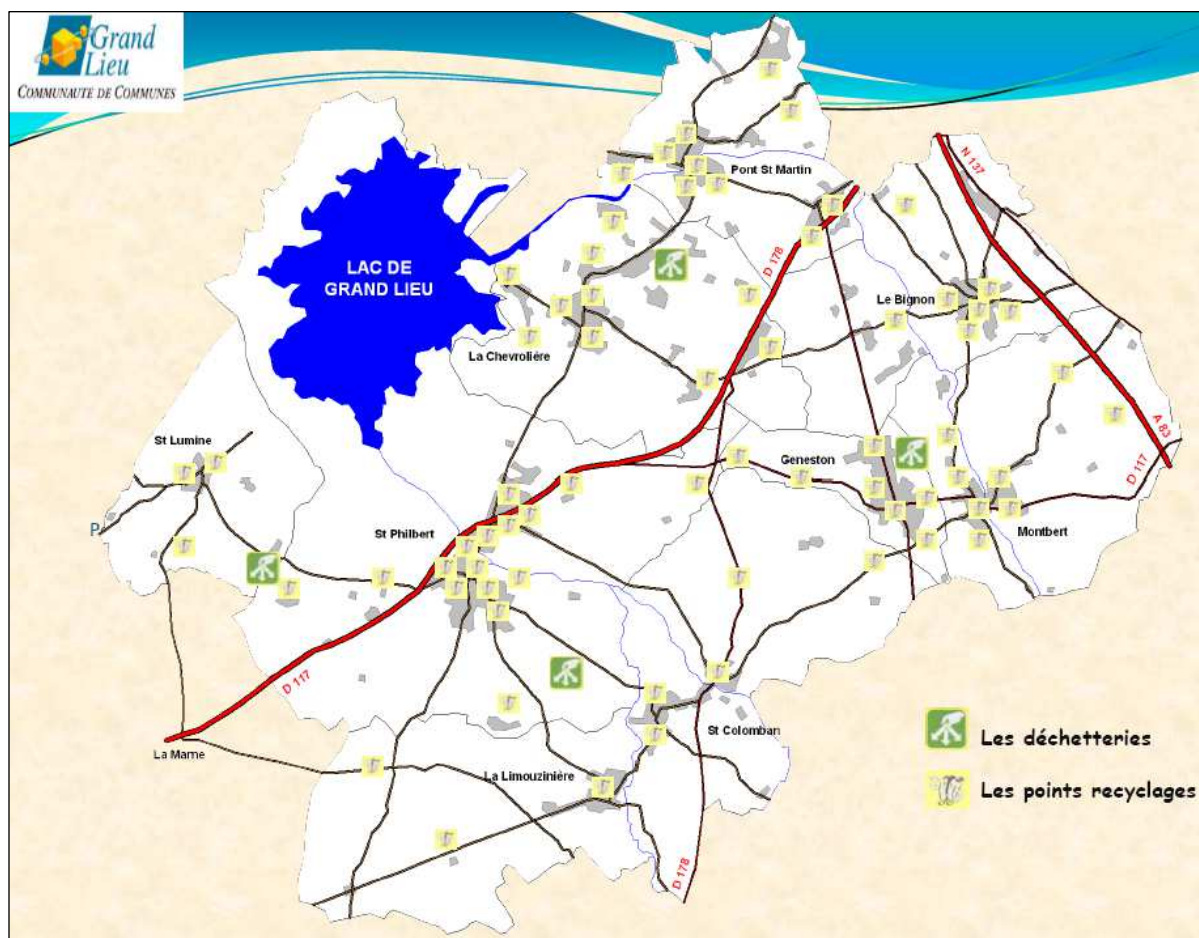 Grand
Lieu
COMMUNAUTE DE COMMUNES
N 137
Pont St Martin
D 178
LAC DE
GRAND LIEU
Le Bignon
La Chevrolière
A 83
St Lumine
Geneston
D 117
P
St Philbert
Montbert
D 117
St Colomban
Les déchetteries
La Marne
La Limouzinière
Les points recyclages
D 178